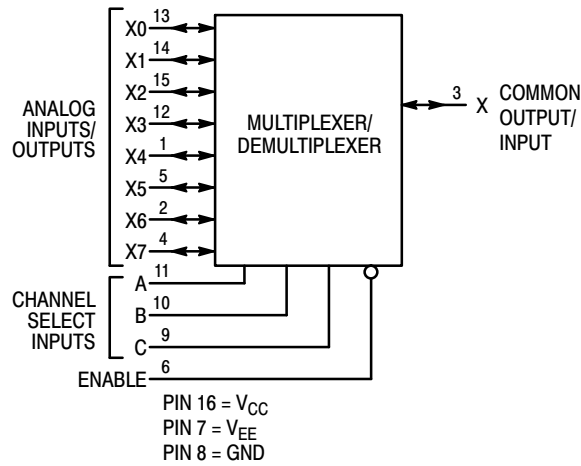 X0 13
X1 14
X2 15
X3 12
X4 1
X5 5
X6 2
X7 4
ANALOG
INPUTS/
OUTPUTS
MULTIPLEXER/
DEMULTIPLEXER
3
X
COMMON
OUTPUT/
INPUT
A 11
B 10
C 9
CHANNEL
SELECT
INPUTS
ENABLE 6
PIN 16 = VCC
PIN 7 = VEE
PIN 8 = GND